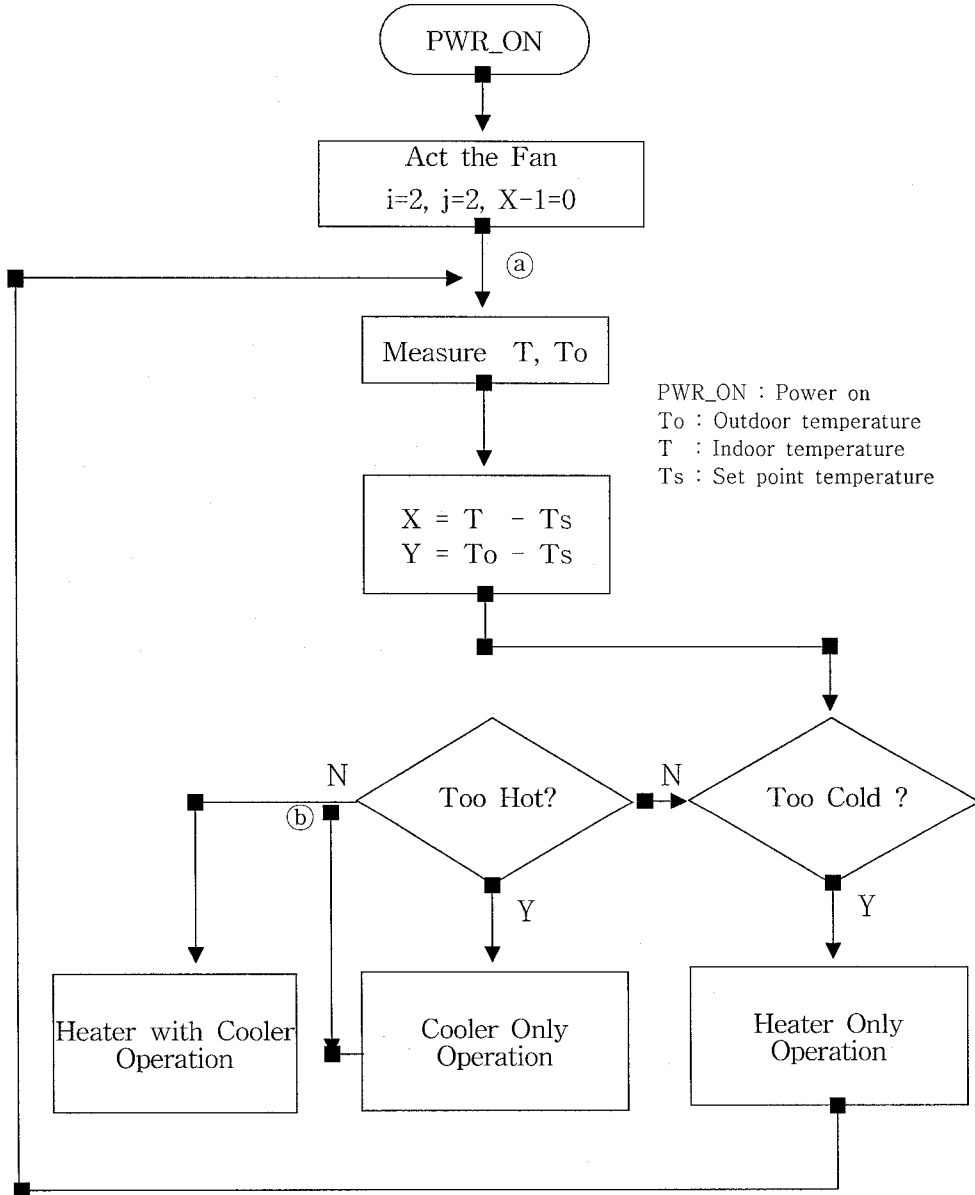 PWR_ON
Act the Fan
i=2, j=2, X-1=0
ⓐ
Measure T, To
PWR_ON : Power on
To : Outdoor temperature
T : Indoor temperature
Ts : Set point temperature
X = T - Ts
Y = To - Ts
N
Too Hot?
N
Too Cold ?
ⓑ
Y
Y
Heater with Cooler
Operation
Cooler Only
Operation
Heater Only
Operation